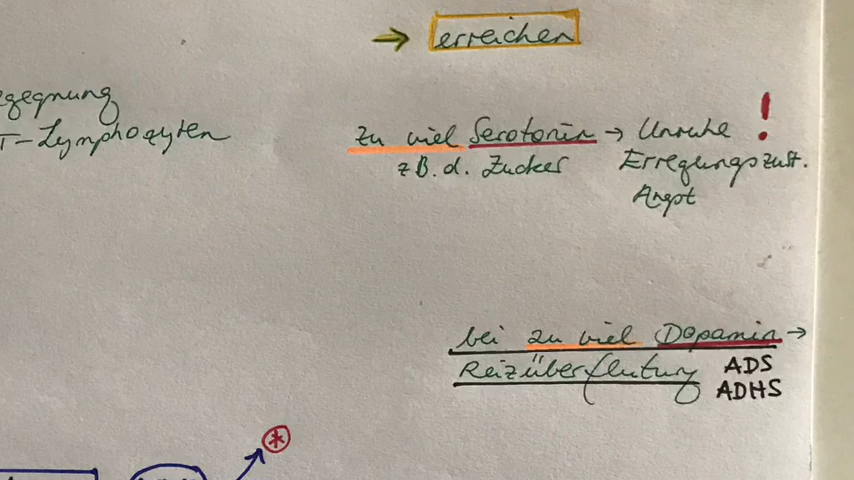 → erreichen
egegnung
T-Lymphozyten
zu viel Serotonin → Unruhe !
z B. d. Zucker Erregungszust.
Angst
bei zu viel Dopamin →
Reizüberflutung ADS
ADHS